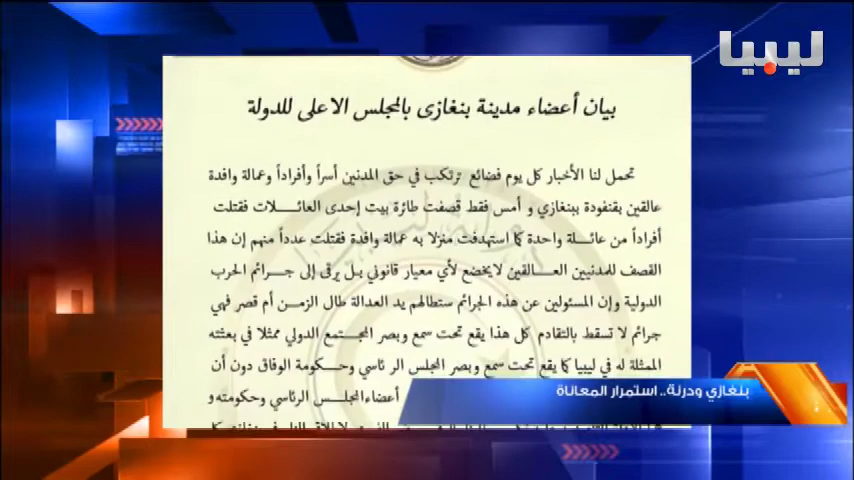 ليبيا
بيان أعضاء مدينة بنغازى بالمجلس الاعلى للدولة
تحمل لنا الأخبار كل يوم فضائع ترتكب في حق المدنين أسراً وأفراداً وعمالة وافدة
عالقين بقنفودة ببنغازي و أمس فقط قصفت طائرة بيت إحدى العائلات فقتلت
أفراداً من عائلة واحدة كما استهدفت منزلا به عمالة وافدة فقتلت عدداً منهم إن هذا
القصف للمدنيين العالقين لايخضع لأي معيار قانوني بل يرقى إلى جرائم الحرب
الدولية وإن المسئولين عن هذه الجرائم ستطالهم يد العدالة طال الزمن أم قصر فهي
جرائم لا تسقط بالتقادم كل هذا يقع تحت سمع وبصر المجتمع الدولي ممثلا في بعثته
الممثلة له في ليبيا كما يقع تحت سمع وبصر المجلس الرئاسي وحكومة الوفاق دون أن
أعضاء المجلس الرئاسي وحكومته و
بنغازي ودرنة.. استمرار المعاناة